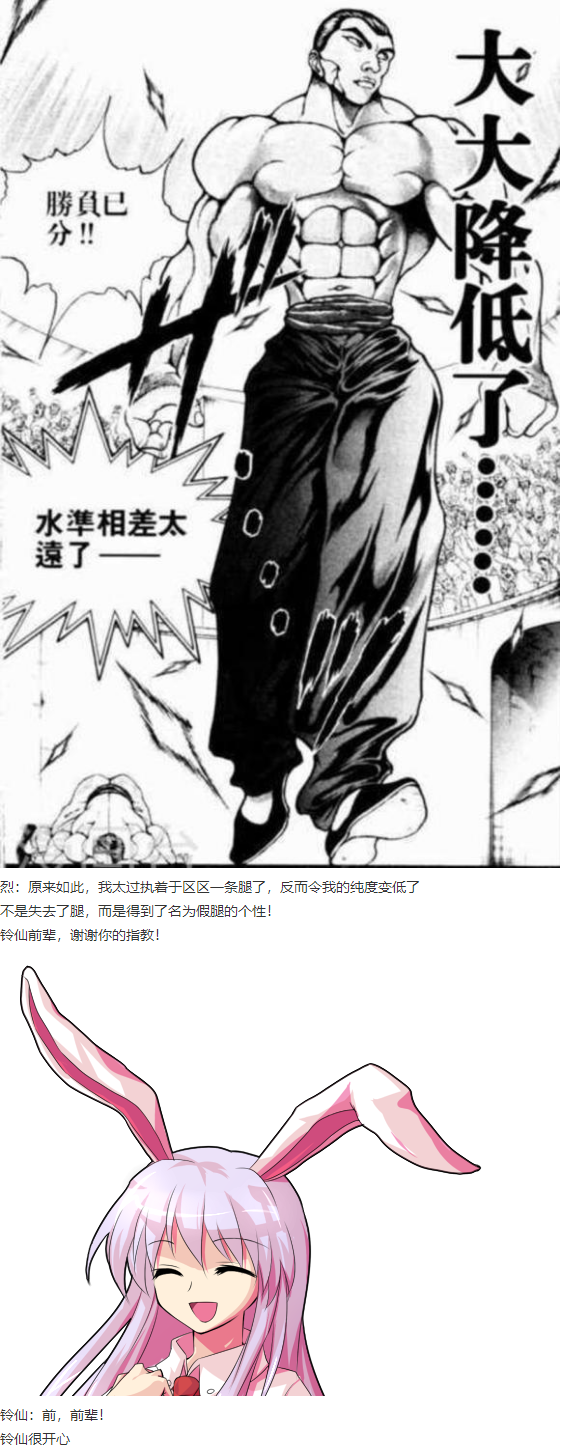 大大降低了………
勝負已
分!!
ザ
水準相差太
遠了——
烈：原来如此，我太过执着于区区一条腿了，反而令我的纯度变低了
不是失去了腿，而是得到了名为假腿的个性！
铃仙前辈，谢谢你的指教！
铃仙：前，前辈！
铃仙很开心